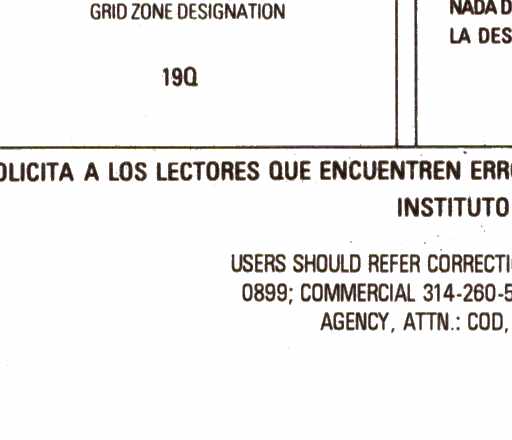 GRID ZONE DESIGNATION
NADA D
LA DES
19Q
OLICITA A LOS LECTORES QUE ENCUENTREN ERRO
INSTITUTO
USERS SHOULD REFER CORRECTI
0899; COMMERCIAL 314-260-5
AGENCY, ATTN.: COD,